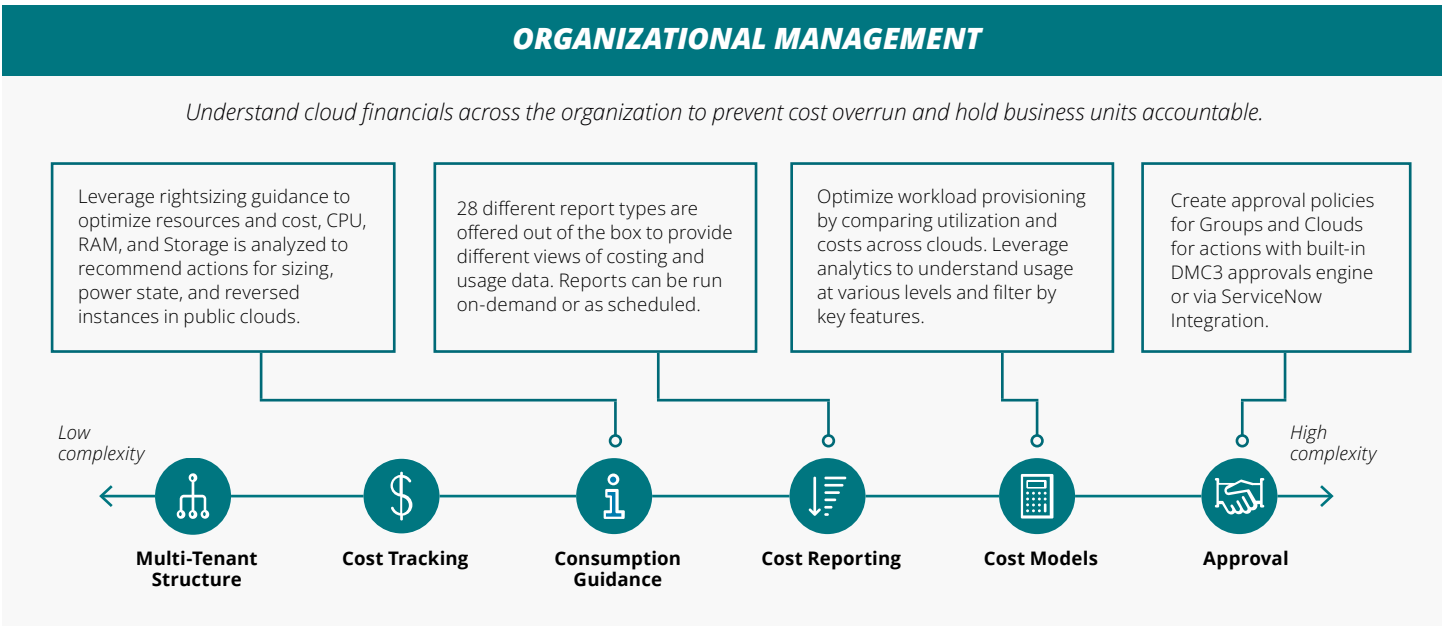 ORGANIZATIONAL MANAGEMENT
Understand cloud financials across the organization to prevent cost overrun and hold business units accountable.
Leverage rightsizing guidance to
optimize resources and cost, CPU,
RAM, and Storage is analyzed to
recommend actions for sizing,
power state, and reversed
instances in public clouds.
28 different report types are
offered out of the box to provide
different views of costing and
usage data. Reports can be run
on-demand or as scheduled.
Optimize workload provisioning
by comparing utilization and
costs across clouds. Leverage
analytics to understand usage
at various levels and filter by
key features.
Create approval policies
for Groups and Clouds
for actions with built-in
DMC3 approvals engine
or via ServiceNow
Integration.
Low
complexity
High
complexity
Multi-Tenant
Structure
Cost Tracking
Consumption
Guidance
Cost Reporting
Cost Models
Approval